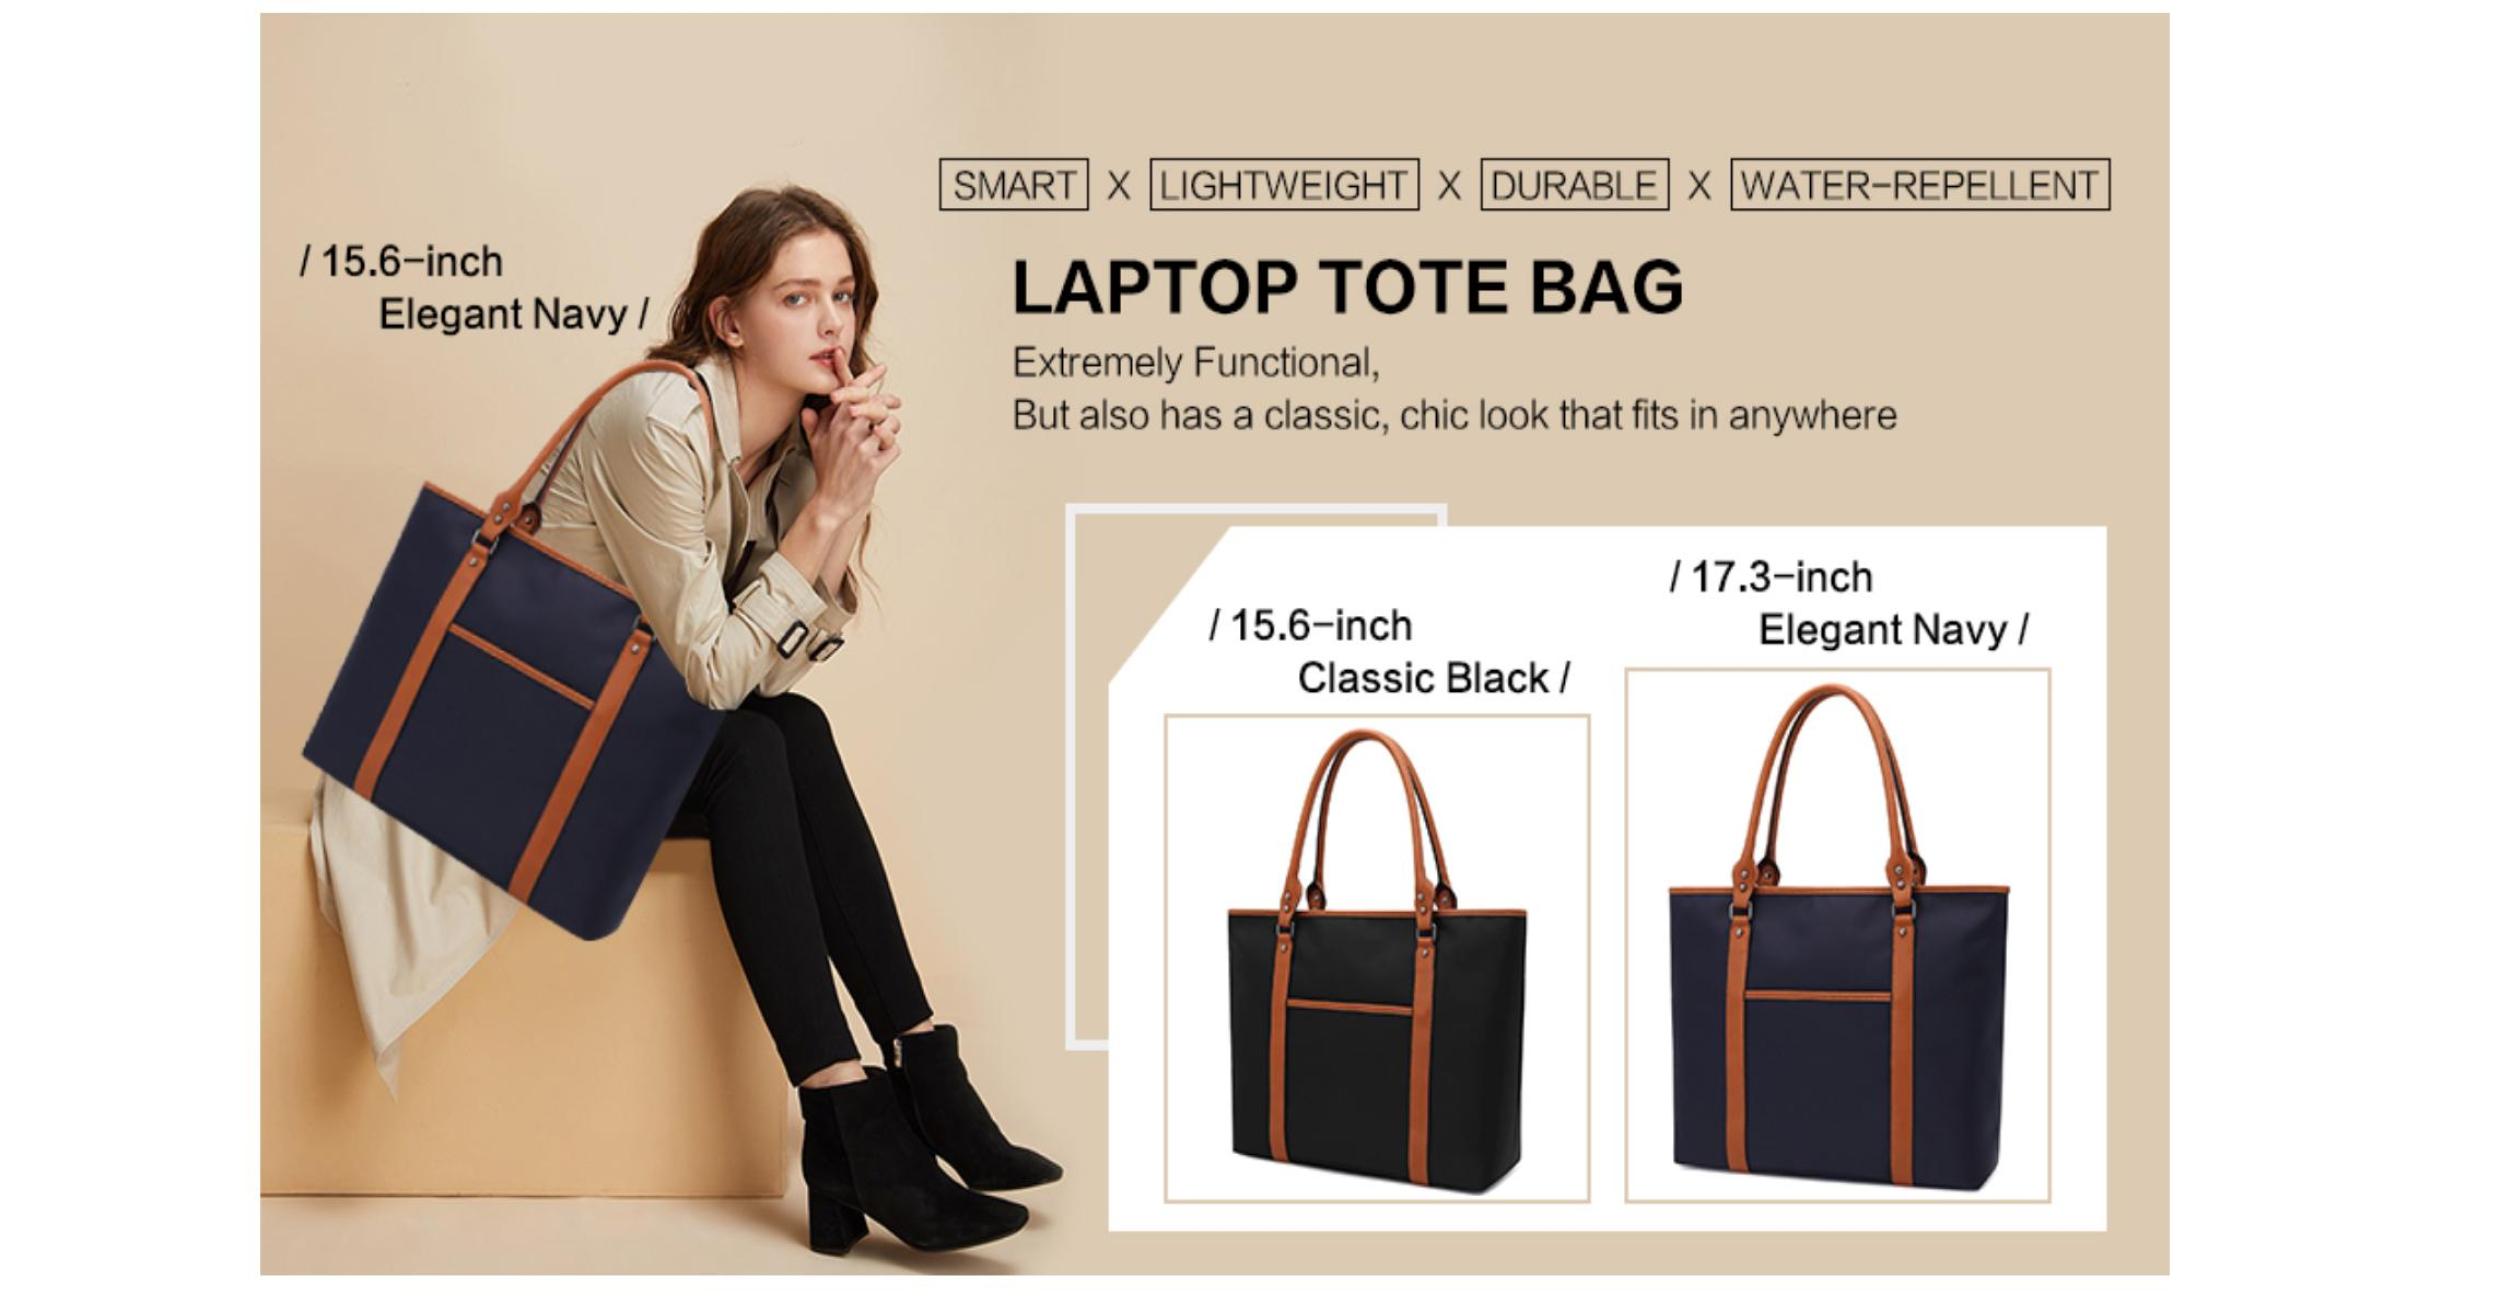 SMART X LIGHTWEIGHT X DURABLE X WATER-REPELLENT
/ 15.6-inch
Elegant Navy /
LAPTOP TOTE BAG
Extremely Functional,
But also has a classic, chic look that fits in anywhere
/ 15.6-inch
Classic Black /
/ 17.3-inch
Elegant Navy /